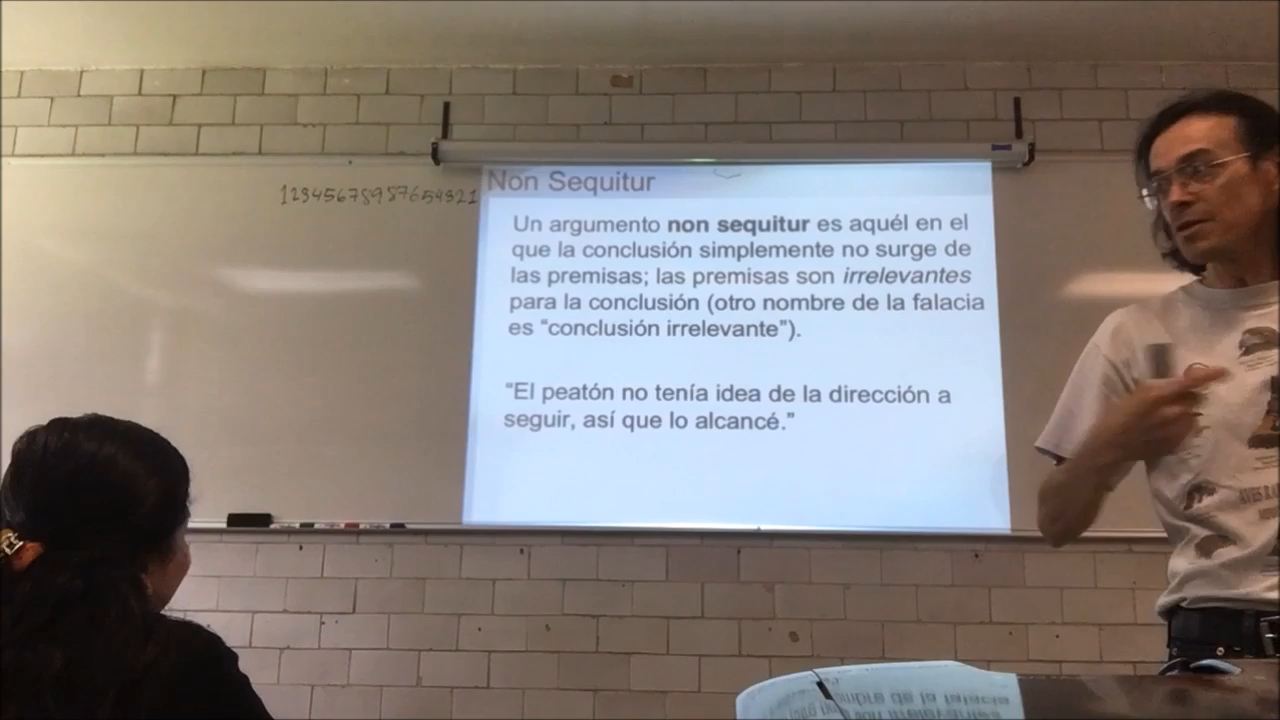 12345678987654321
Non Sequitur
Un argumento non sequitur es aquél en el
que la conclusión simplemente no surge de
las premisas; las premisas son irrelevantes
para la conclusión (otro nombre de la falacia
es “conclusión irrelevante”).
“El peatón no tenía idea de la dirección a
seguir, así que lo alcancé.”